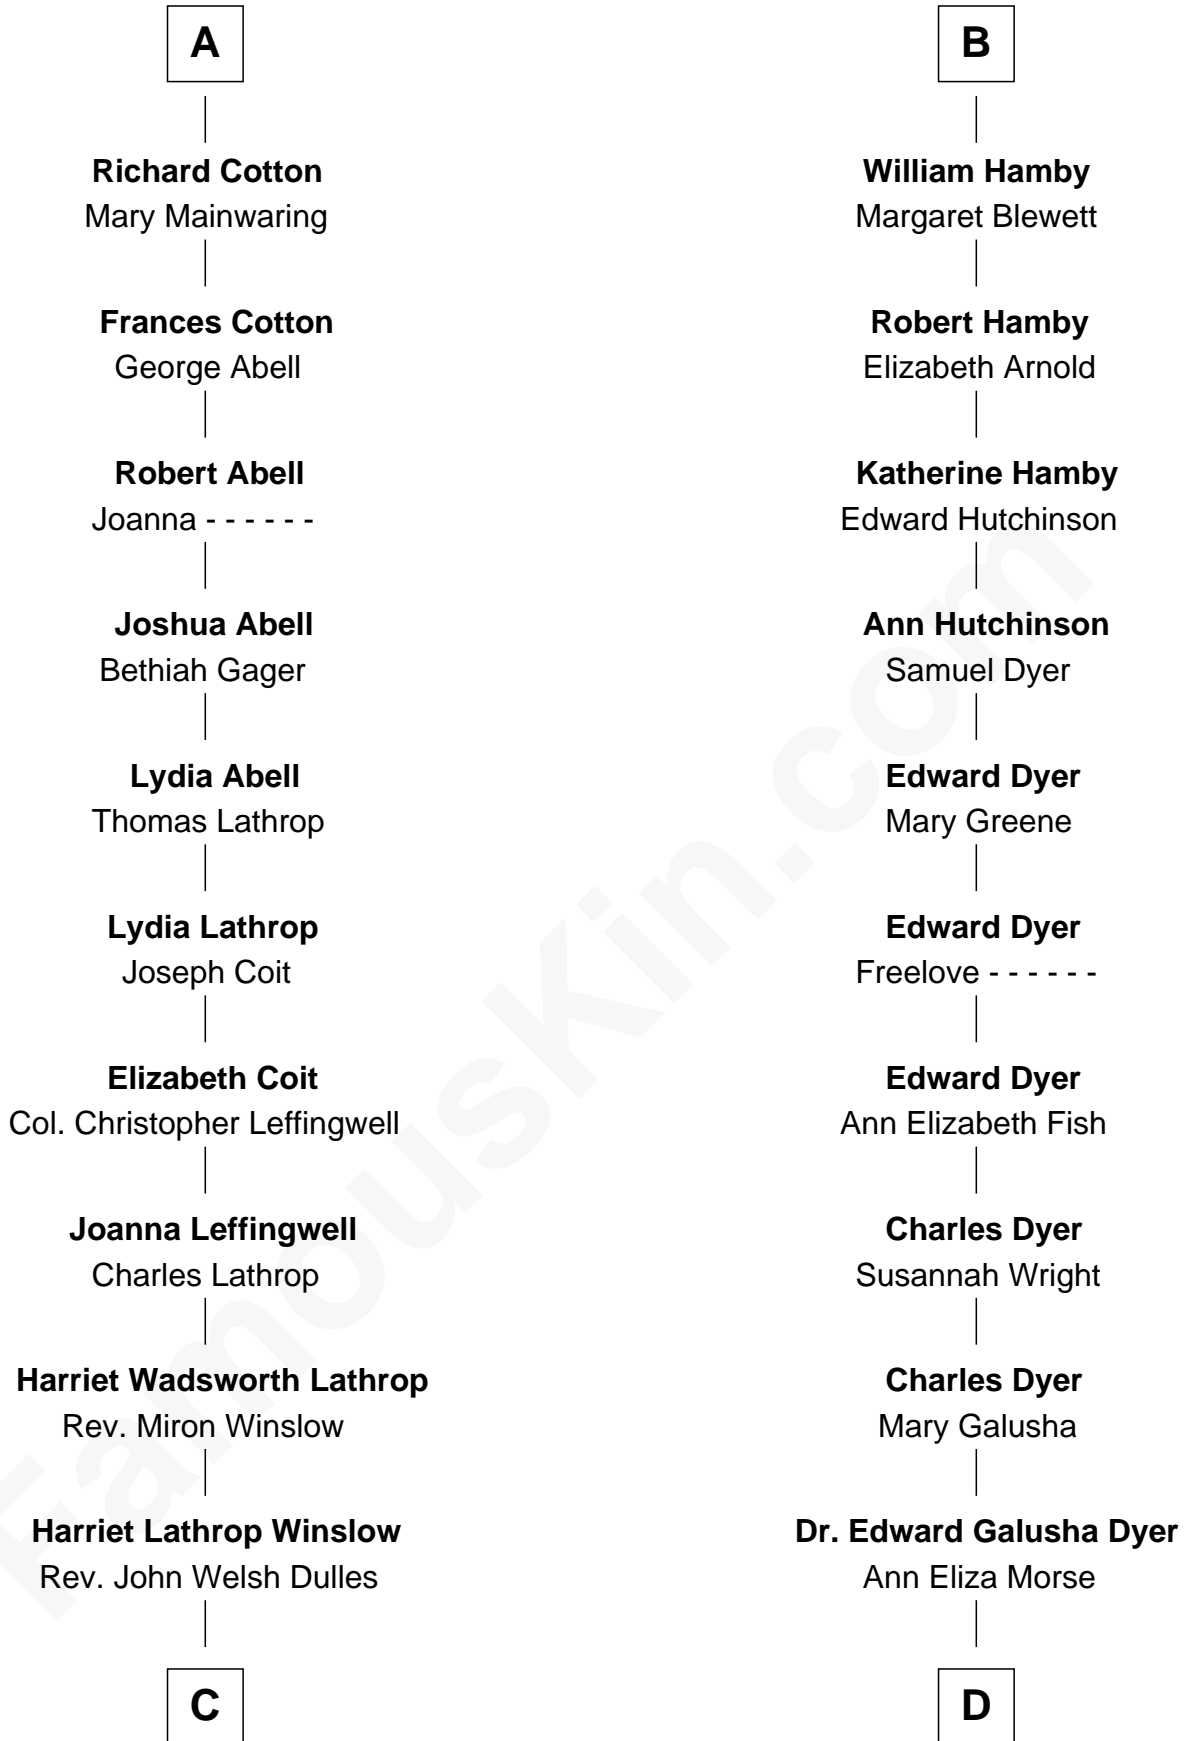 A
Richard Cotton
Mary Mainwaring
Frances Cotton
George Abell
Robert Abell
Joanna - - - - - -
Joshua Abell
Bethiah Gager
Lydia Abell
Thomas Lathrop
Lydia Lathrop
Joseph Coit
Elizabeth Coit
Col. Christopher Leffingwell
Joanna Leffingwell
Charles Lathrop
Harriet Wadsworth Lathrop
Rev. Miron Winslow
Harriet Lathrop Winslow
Rev. John Welsh Dulles
C
B
William Hamby
Margaret Blewett
Robert Hamby
Elizabeth Arnold
Katherine Hamby
Edward Hutchinson
Ann Hutchinson
Samuel Dyer
Edward Dyer
Mary Greene
Edward Dyer
Freelove - - - - - -
Edward Dyer
Ann Elizabeth Fish
Charles Dyer
Susannah Wright
Charles Dyer
Mary Galusha
Dr. Edward Galusha Dyer
Ann Eliza Morse
D
FamousKin.com